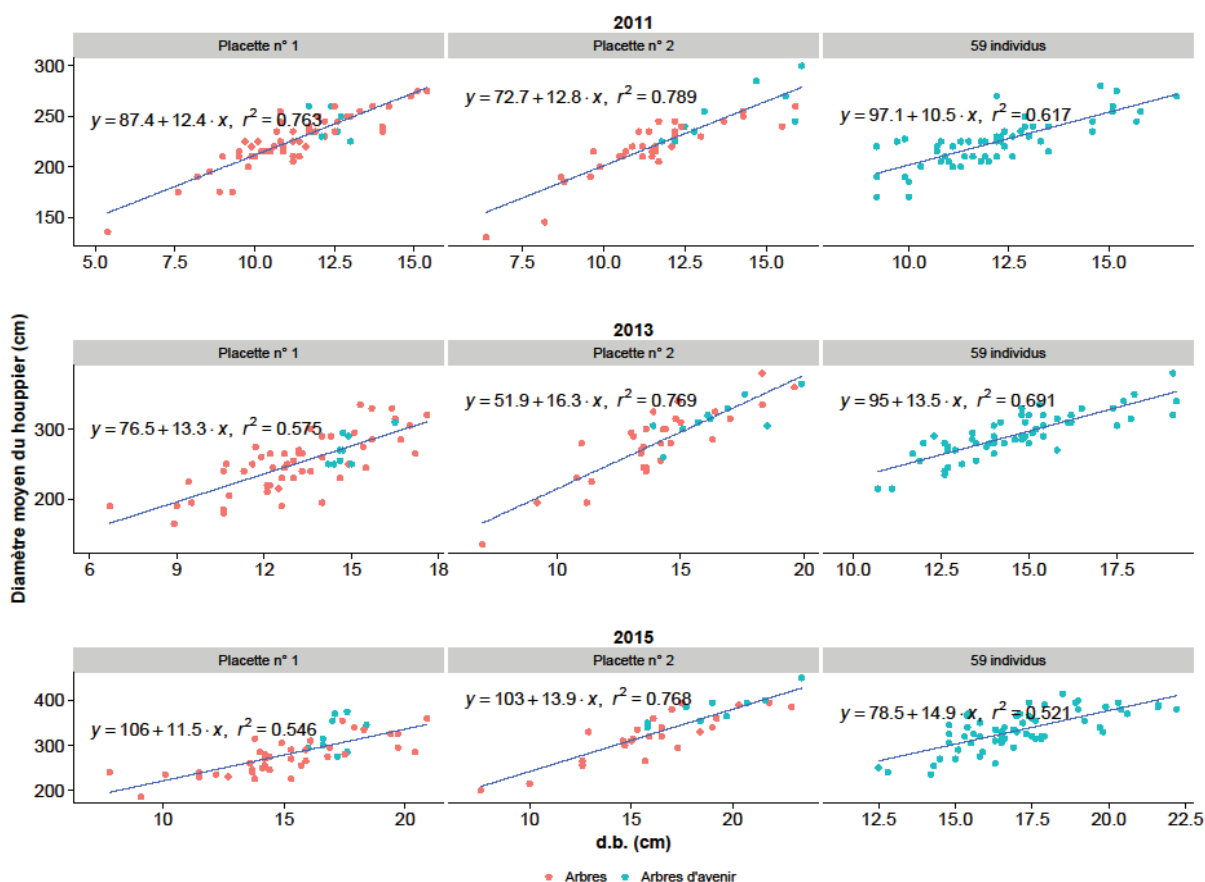 2011
Placette n° 1
Placette n° 2
59 individus
y = 87.4 + 12.4 · x, r² = 0.763
y = 72.7 + 12.8 · x, r² = 0.789
y = 97.1 + 10.5 · x, r² = 0.617
300
250
200
150
5.0 7.5 10.0 12.5 15.0
7.5 10.0 12.5 15.0
10.0 12.5 15.0
Diamètre moyen du houppier (cm)
2013
Placette n° 1
Placette n° 2
59 individus
y = 76.5 + 13.3 · x, r² = 0.575
y = 51.9 + 16.3 · x, r² = 0.769
y = 95 + 13.5 · x, r² = 0.691
300
200
6 9 12 15 18
10 15 20
10.0 12.5 15.0 17.5
2015
Placette n° 1
Placette n° 2
59 individus
y = 106 + 11.5 · x, r² = 0.546
y = 103 + 13.9 · x, r² = 0.768
y = 78.5 + 14.9 · x, r² = 0.521
400
300
200
10 15 20
10 15 20
12.5 15.0 17.5 20.0 22.5
d.b. (cm)
Arbres Arbres d'avenir